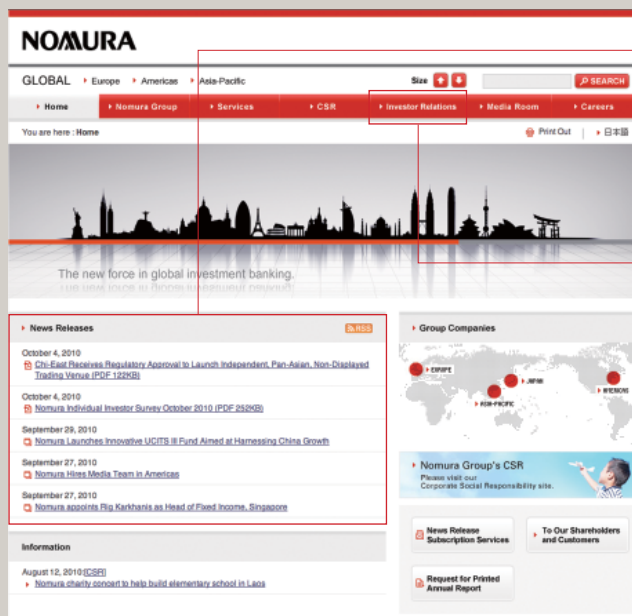 NOMURA
GLOBAL Europe Americas Asia-Pacific Size SEARCH
Home Nomura Group Services CSR Investor Relations Media Room Careers
You are here : Home Print Out | 日本語
The new force in global investment banking.
News Releases RSS
October 4, 2010
Chi-East Receives Regulatory Approval to Launch Independent, Pan-Asian, Non-Displayed
Trading Venue (PDF 122KB)
October 4, 2010
Nomura Individual Investor Survey October 2010 (PDF 252KB)
September 29, 2010
Nomura Launches Innovative UCITS III Fund Aimed at Harnessing China Growth
September 27, 2010
Nomura Hires Media Team in Americas
September 27, 2010
Nomura appoints Rig Karkhanis as Head of Fixed Income, Singapore
Information
August 12, 2010:[CSR]
Nomura charity concert to help build elementary school in Laos
Group Companies
EUROPE
JAPAN
ASIA-PACIFIC
AMERICAS
Nomura Group's CSR
Please visit our
Corporate Social Responsibility site.
News Release
Subscription Services
To Our Shareholders
and Customers
Request for Printed
Annual Report